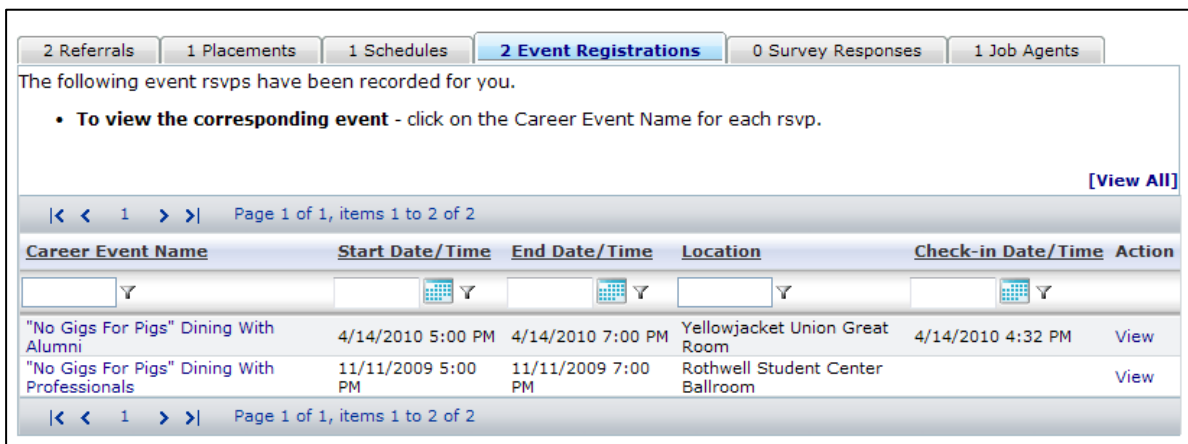 2 Referrals 1 Placements 1 Schedules 2 Event Registrations 0 Survey Responses 1 Job Agents
The following event rsvps have been recorded for you.
• To view the corresponding event - click on the Career Event Name for each rsvp.
[View All]
|< < 1 > >| Page 1 of 1, items 1 to 2 of 2
Career Event Name Start Date/Time End Date/Time Location Check-in Date/Time Action
"No Gigs For Pigs" Dining With Alumni 4/14/2010 5:00 PM 4/14/2010 7:00 PM Yellowjacket Union Great Room 4/14/2010 4:32 PM View
"No Gigs For Pigs" Dining With Professionals 11/11/2009 5:00 PM 11/11/2009 7:00 PM Rothwell Student Center Ballroom View
|< < 1 > >| Page 1 of 1, items 1 to 2 of 2